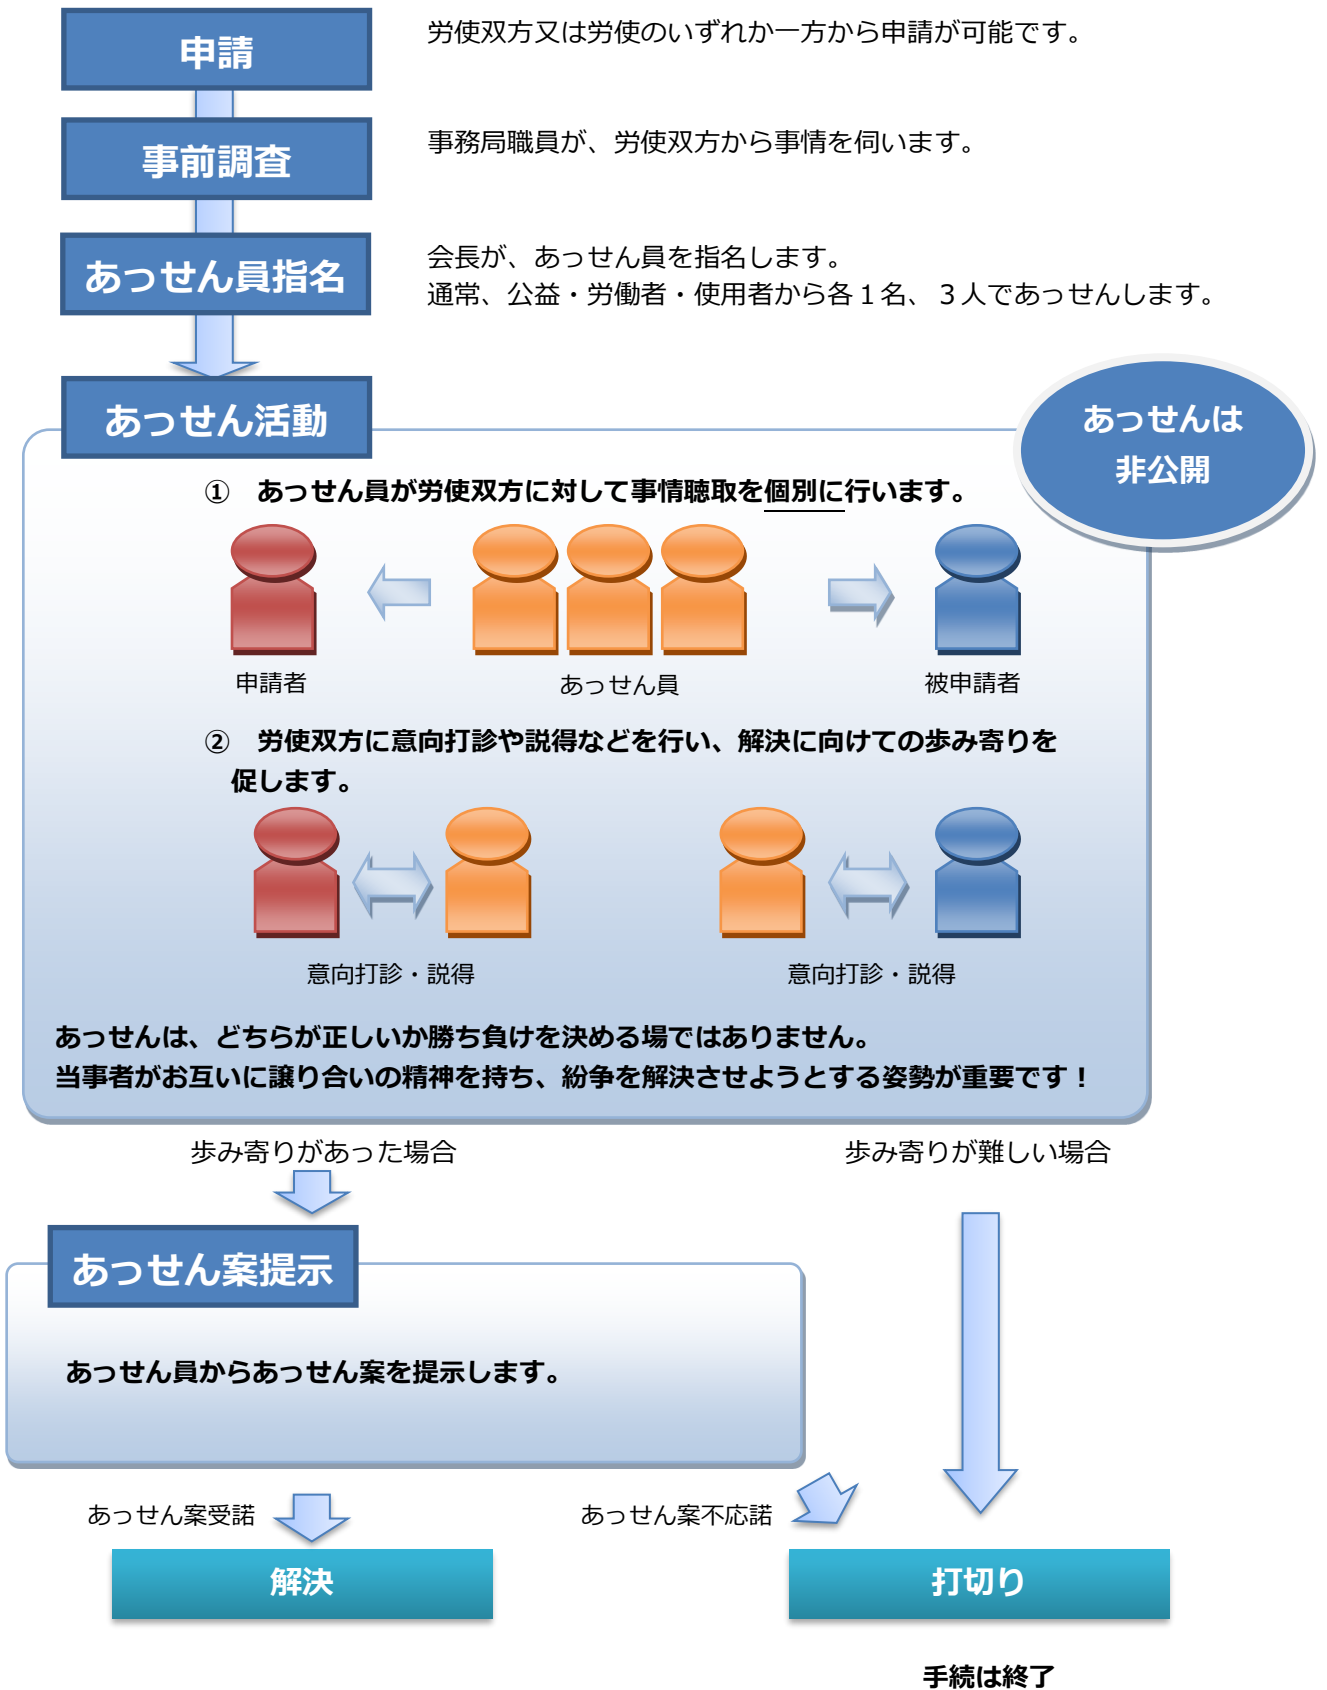 申請
労使双方又は労使のいずれか一方から申請が可能です。
事前調査
事務局職員が、労使双方から事情を伺います。
あっせん員指名
会長が、あっせん員を指名します。
通常、公益・労働者・使用者から各１名、３人であっせんします。
あっせん活動
あっせんは
非公開
①　あっせん員が労使双方に対して事情聴取を個別に行います。
申請者
あっせん員
被申請者
②　労使双方に意向打診や説得などを行い、解決に向けての歩み寄りを
促します。
意向打診・説得
意向打診・説得
あっせんは、どちらが正しいか勝ち負けを決める場ではありません。
当事者がお互いに譲り合いの精神を持ち、紛争を解決させようとする姿勢が重要です！
歩み寄りがあった場合
歩み寄りが難しい場合
あっせん案提示
あっせん員からあっせん案を提示します。
あっせん案受諾
あっせん案不応諾
解決
打切り
手続は終了